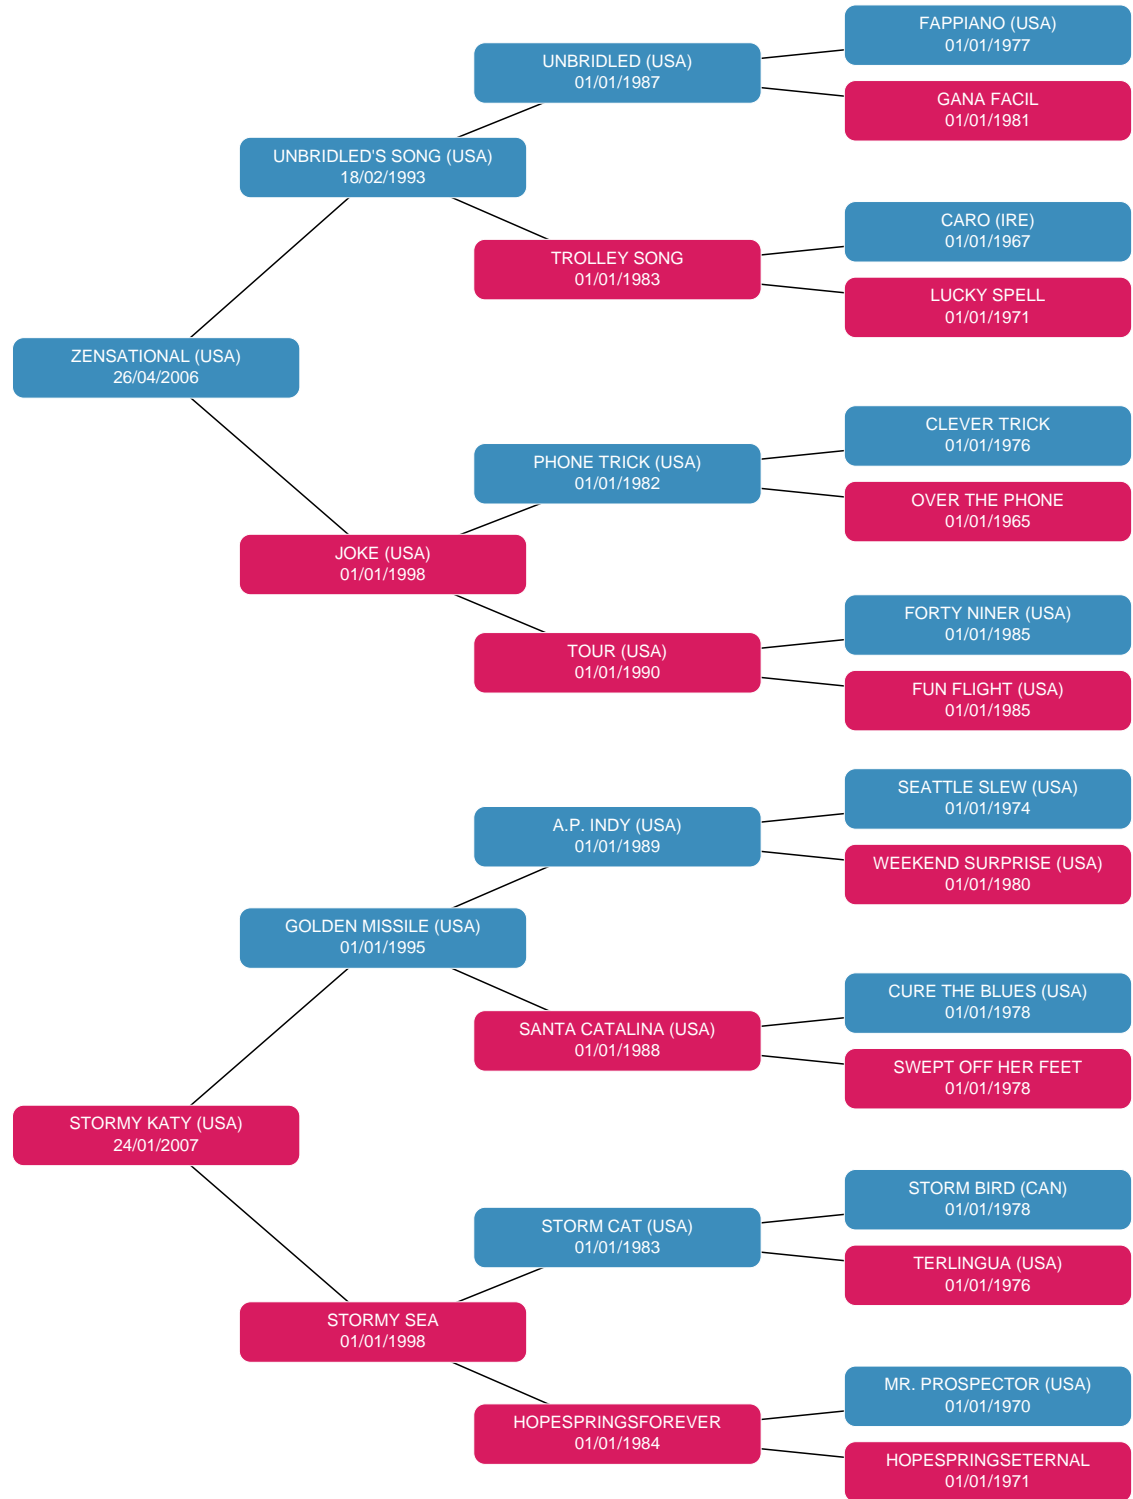 FAPPIANO (USA)
01/01/1977
UNBRIDLED (USA)
01/01/1987
GANA FACIL
01/01/1981
UNBRIDLED'S SONG (USA)
18/02/1993
CARO (IRE)
01/01/1967
TROLLEY SONG
01/01/1983
LUCKY SPELL
01/01/1971
ZENSATIONAL (USA)
26/04/2006
CLEVER TRICK
01/01/1976
PHONE TRICK (USA)
01/01/1982
OVER THE PHONE
01/01/1965
JOKE (USA)
01/01/1998
FORTY NINER (USA)
01/01/1985
TOUR (USA)
01/01/1990
FUN FLIGHT (USA)
01/01/1985
SEATTLE SLEW (USA)
01/01/1974
A.P. INDY (USA)
01/01/1989
WEEKEND SURPRISE (USA)
01/01/1980
GOLDEN MISSILE (USA)
01/01/1995
CURE THE BLUES (USA)
01/01/1978
SANTA CATALINA (USA)
01/01/1988
SWEPT OFF HER FEET
01/01/1978
STORMY KATY (USA)
24/01/2007
STORM BIRD (CAN)
01/01/1978
STORM CAT (USA)
01/01/1983
TERLINGUA (USA)
01/01/1976
STORMY SEA
01/01/1998
MR. PROSPECTOR (USA)
01/01/1970
HOPESPRINGSFOREVER
01/01/1984
HOPESPRINGSETERNAL
01/01/1971